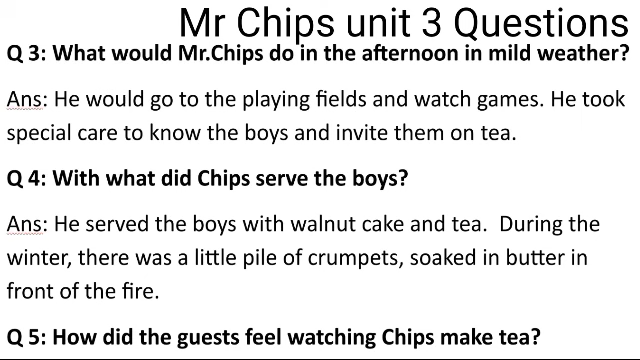 Mr Chips unit 3 Questions
Q 3: What would Mr.Chips do in the afternoon in mild weather?
Ans: He would go to the playing fields and watch games. He took
special care to know the boys and invite them on tea.
Q 4: With what did Chips serve the boys?
Ans: He served the boys with walnut cake and tea.  During the
winter, there was a little pile of crumpets, soaked in butter in
front of the fire.
Q 5: How did the guests feel watching Chips make tea?